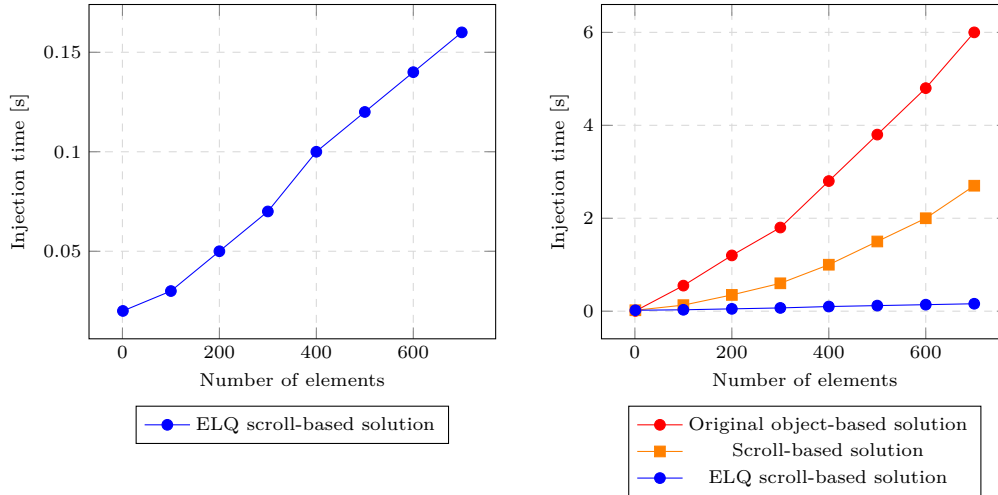 0.15
0.1
0.05
Injection time [s]
0
200
400
600
Number of elements
ELQ scroll-based solution
6
4
2
0
Injection time [s]
0
200
400
600
Number of elements
Original object-based solution
Scroll-based solution
ELQ scroll-based solution